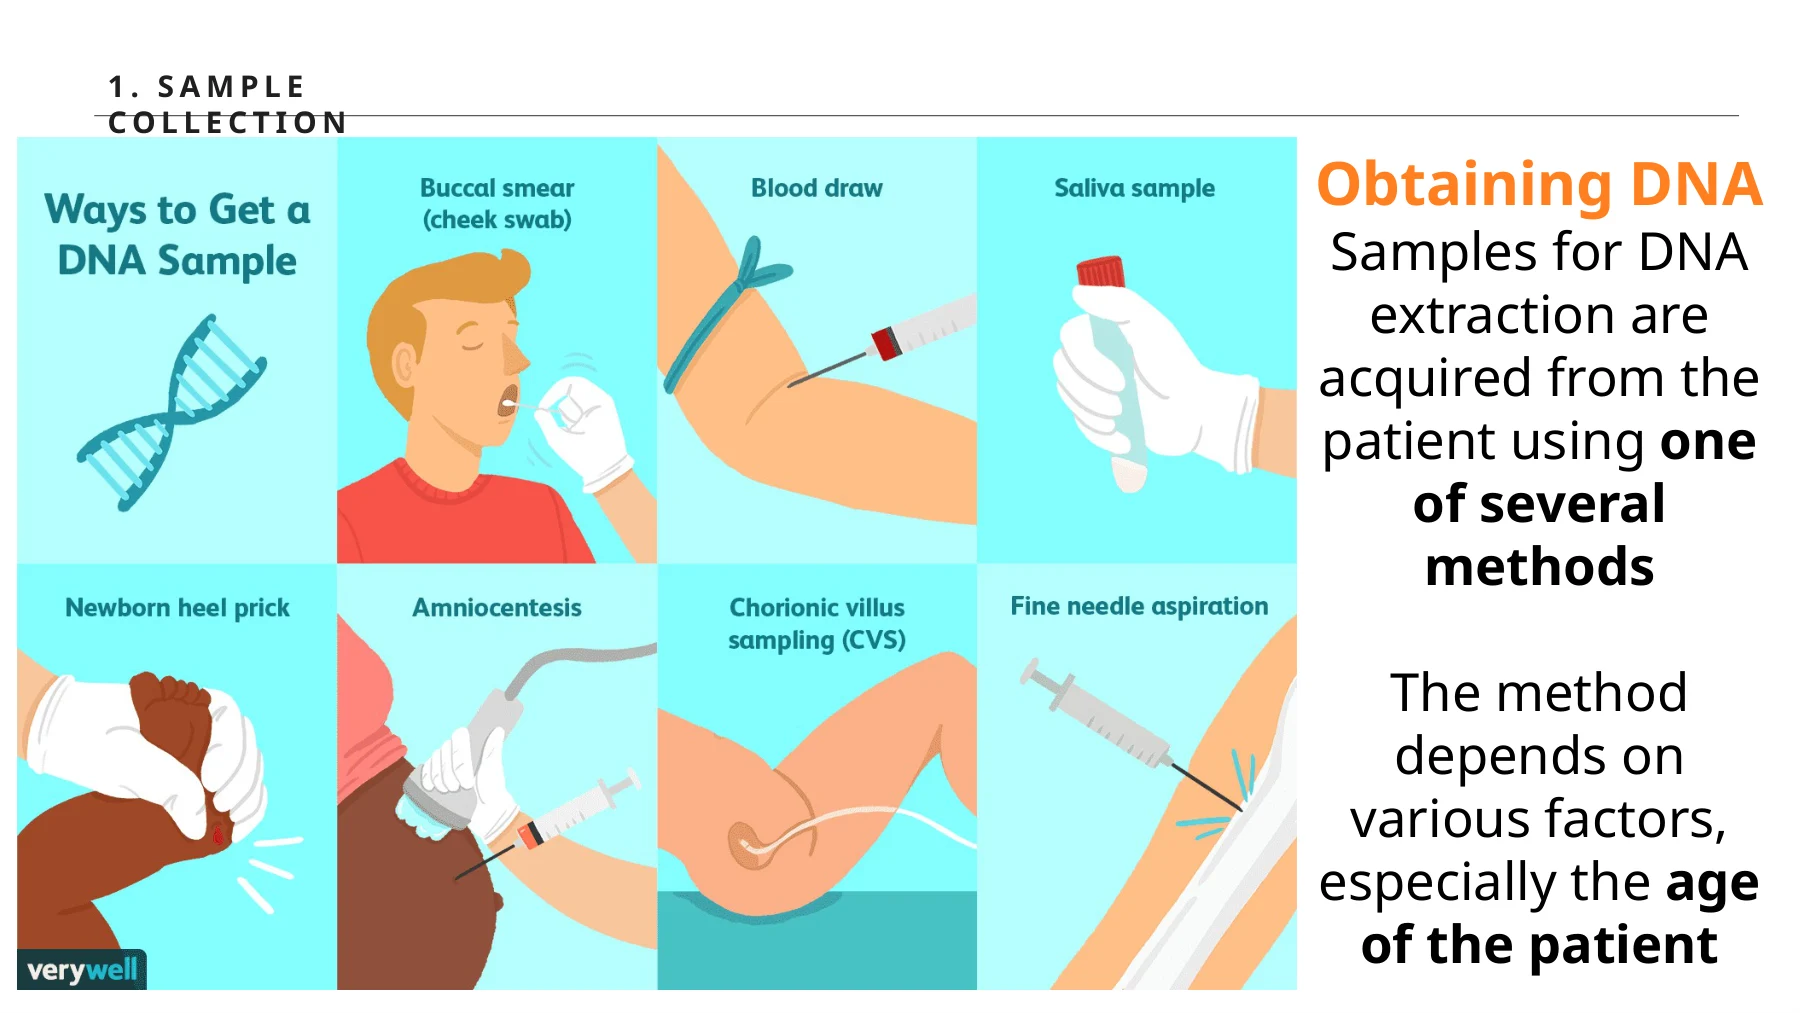 1. SAMPLE
COLLECTION
Ways to Get a
DNA Sample
Buccal smear
(cheek swab)
Blood draw
Saliva sample
Newborn heel prick
Amniocentesis
Chorionic villus
sampling (CVS)
Fine needle aspiration
verywell
Obtaining DNA
Samples for DNA
extraction are
acquired from the
patient using one
of several
methods
The method
depends on
various factors,
especially the age
of the patient